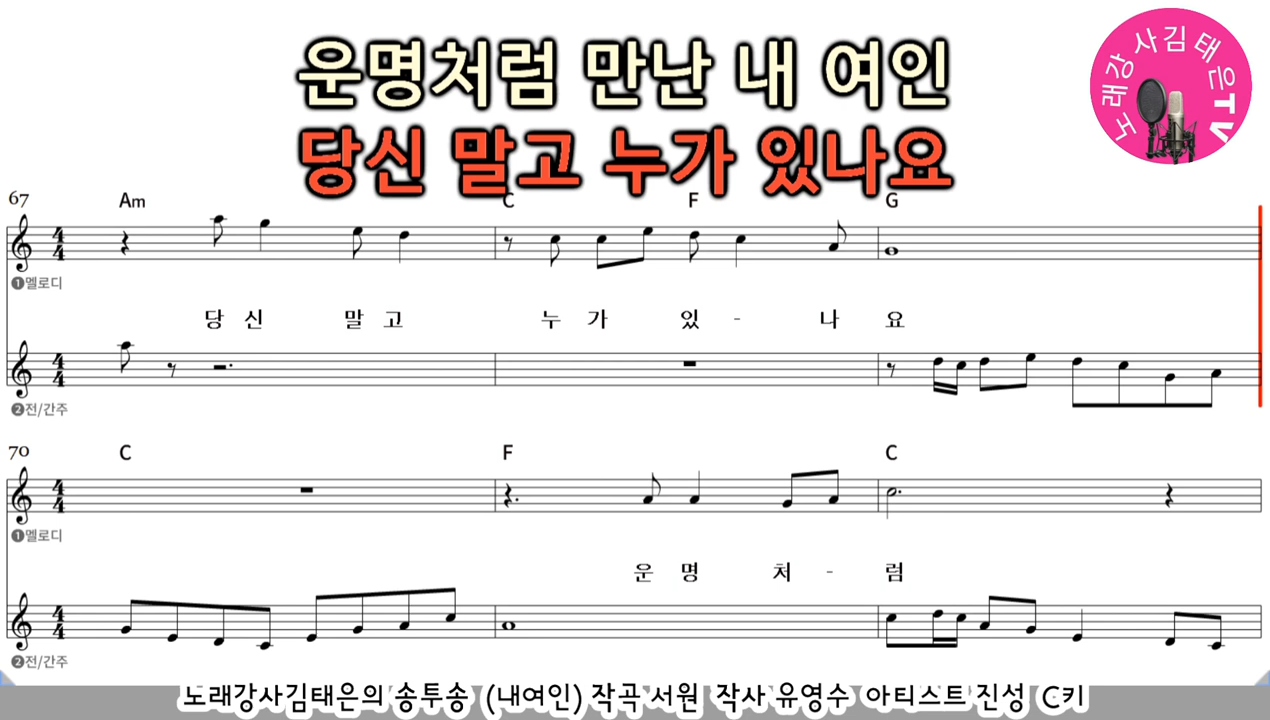 운명처럼 만난 내 여인
당신 말고 누가 있나요
노래강사김태은TV
67 Am C F G
❶멜로디
당 신 말 고 누 가 있 - 나 요
❷전/간주
70 C F C
❶멜로디
운 명 처 - 럼
❷전/간주
노래강사김태은의 송투송 (내여인) 작곡 서원 작사 유영수 아티스트 진성 C키